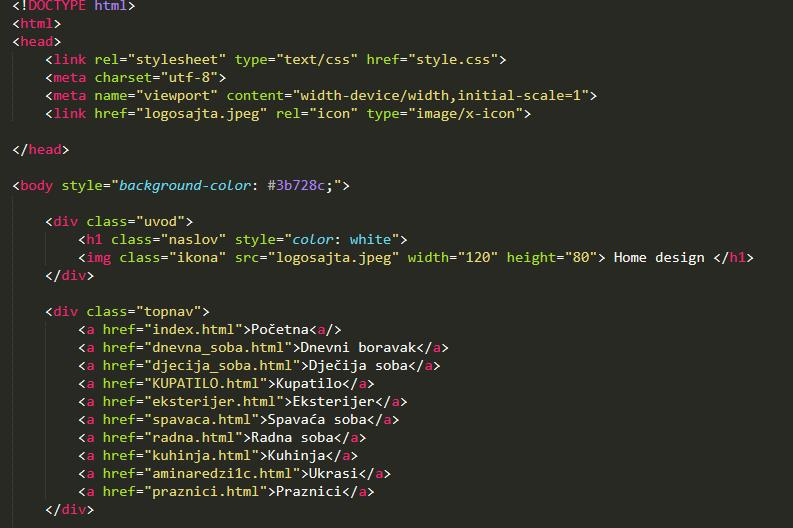 <!DOCTYPE html>
<html>
<head>
    <link rel="stylesheet" type="text/css" href="style.css">
    <meta charset="utf-8">
    <meta name="viewport" content="width-device/width,initial-scale=1">
    <link href="logosajta.jpeg" rel="icon" type="image/x-icon">
</head>
<body style="background-color: #3b728c;">
    <div class="uvod">
        <h1 class="naslov" style="color: white">
        <img class="ikona" src="logosajta.jpeg" width="120" height="80"> Home design </h1>
    </div>
    <div class="topnav">
        <a href="index.html">Početna<a/>
        <a href="dnevna_soba.html">Dnevni boravak</a>
        <a href="djecija_soba.html">Dječija soba</a>
        <a href="KUPATILO.html">Kupatilo</a>
        <a href="eksterijer.html">Eksterijer</a>
        <a href="spavaca.html">Spavaća soba</a>
        <a href="radna.html">Radna soba</a>
        <a href="kuhinja.html">Kuhinja</a>
        <a href="aminaredzi1c.html">Ukrasi</a>
        <a href="praznici.html">Praznici</a>
    </div>